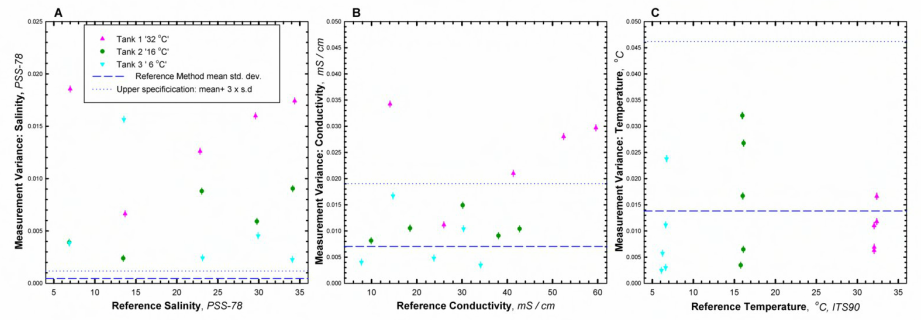 A
Measurement Variance: Salinity, PSS-78
0.025
0.020
0.015
0.010
0.005
0.000
Tank 1 '32 °C'
Tank 2 '16 °C'
Tank 3 ' 6 °C'
Reference Method mean std. dev.
Upper specificication: mean+ 3 x s.d
5 10 15 20 25 30 35
Reference Salinity, PSS-78
B
Measurement Variance: Conductivity, mS / cm
0.050
0.045
0.040
0.035
0.030
0.025
0.020
0.015
0.010
0.005
0.000
10 20 30 40 50 60
Reference Conductivity, mS / cm
C
Measurement Variance: Temperature, °C
0.050
0.045
0.040
0.035
0.030
0.025
0.020
0.015
0.010
0.005
0.000
5 10 15 20 25 30 35
Reference Temperature, °C, ITS90